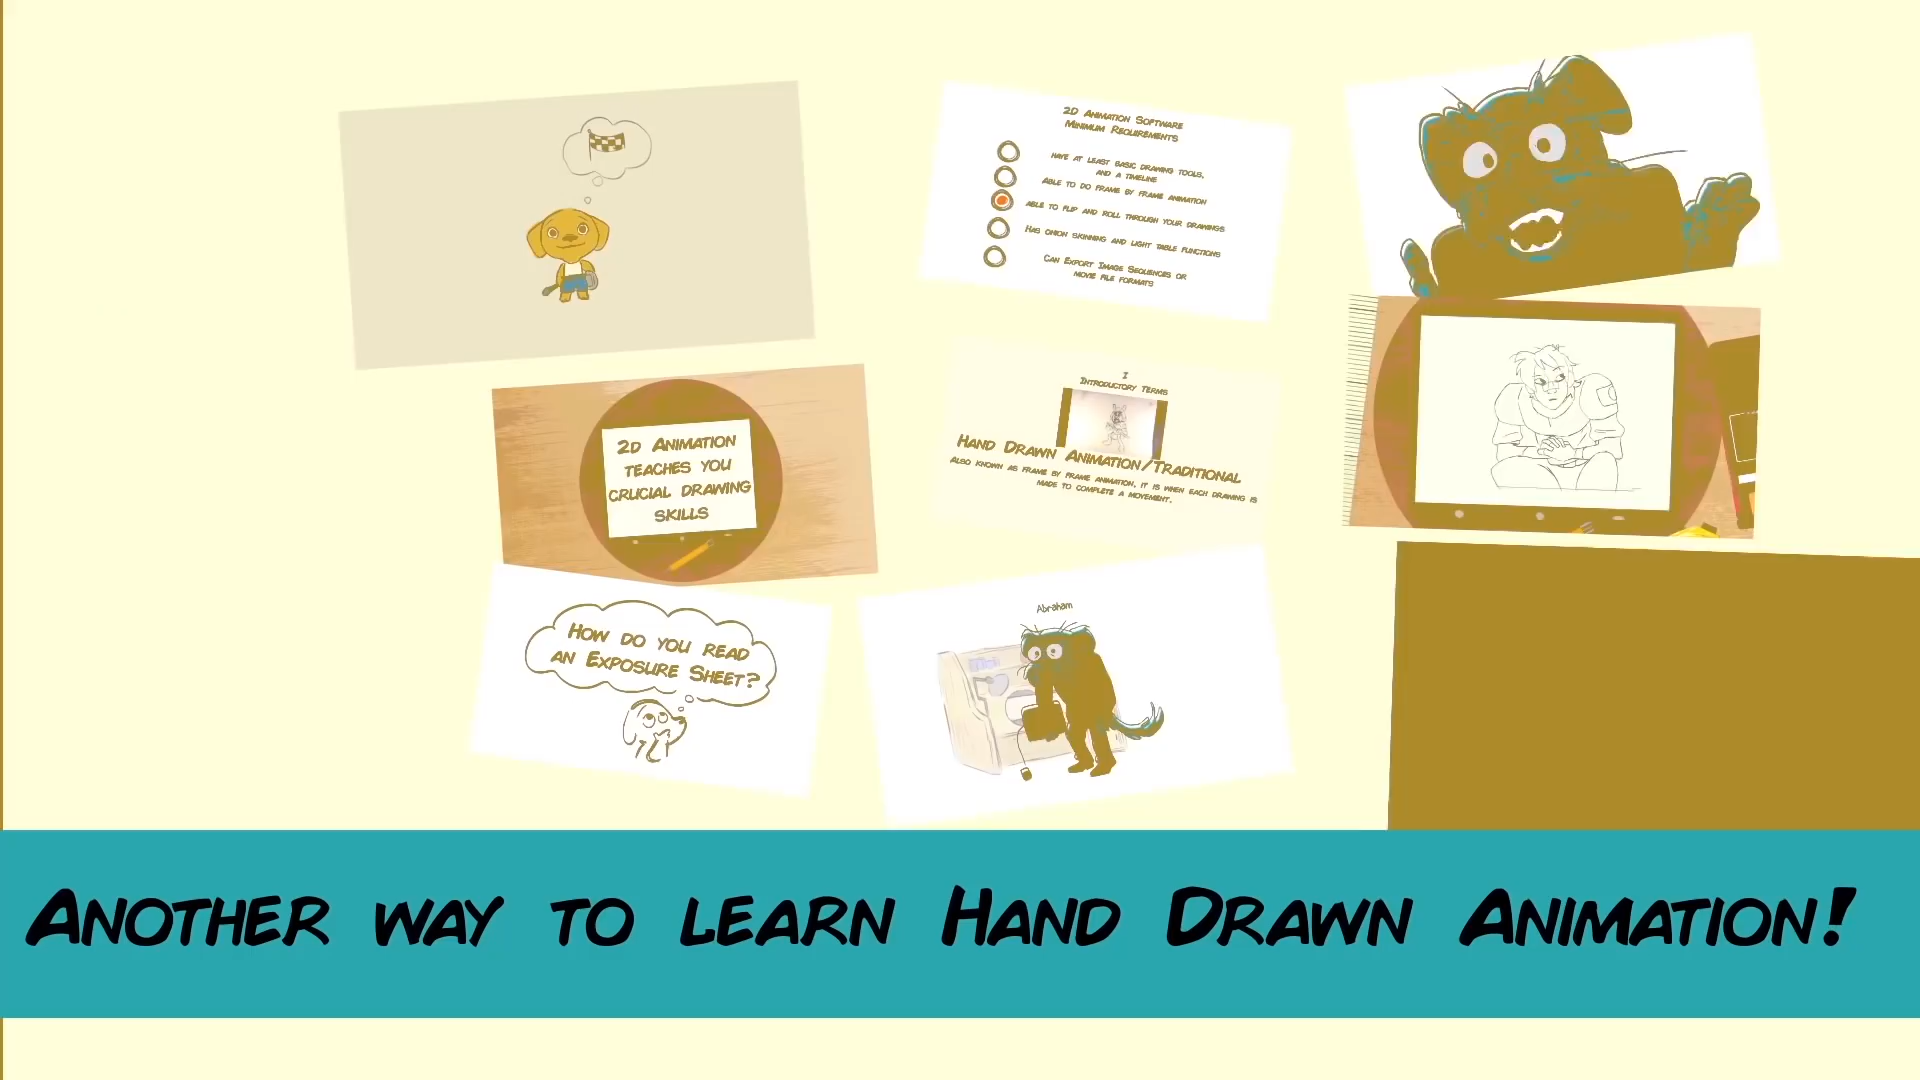 2D Animation Software
Minimum Requirements
have at least basic drawing tools,
and a timeline
Able to do frame by frame animation
able to flip and roll through your drawings
Has onion skinning and light table functions
Can Export Image Sequences or
movie file formats
2d Animation
teaches you
crucial drawing
skills
I
Introductory Terms
Hand Drawn Animation/Traditional
Also known as frame by frame animation, it is when each drawing is
made to complete a movement.
How do you read
an Exposure Sheet?
Abraham
Another way to learn Hand Drawn Animation!